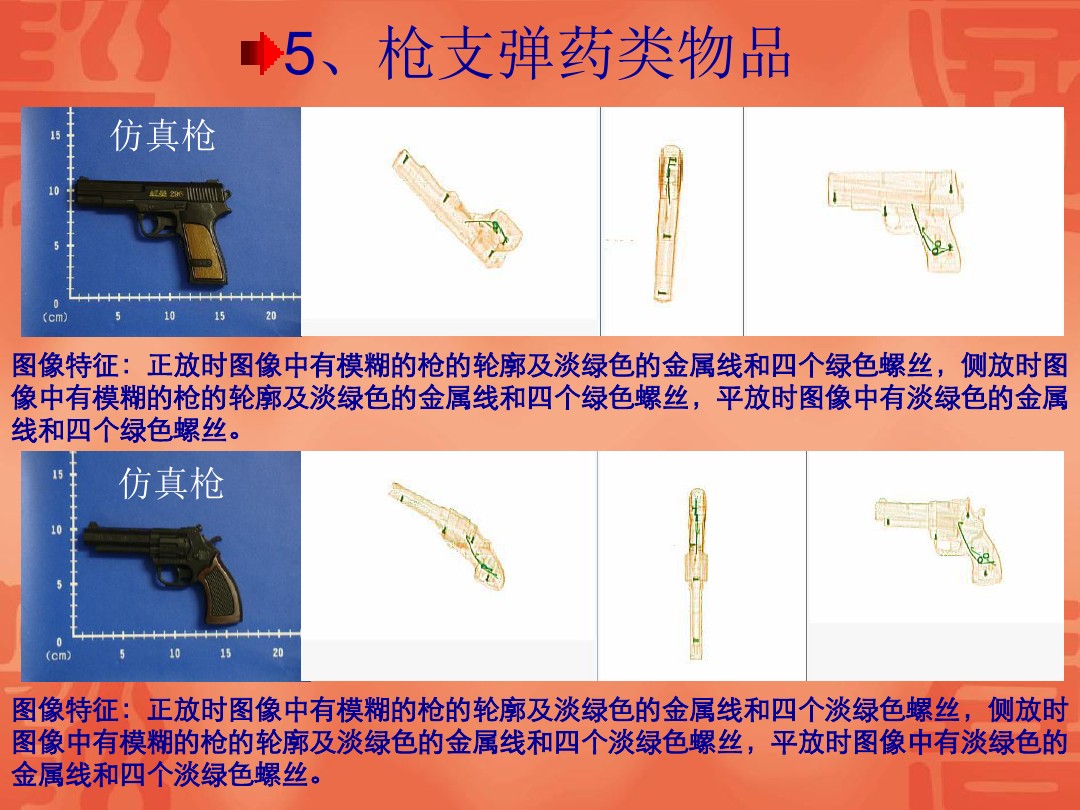 5、枪支弹药类物品
仿真枪
15
10
5
0
(cm)
5
10
15
20
图像特征：正放时图像中有模糊的枪的轮廓及淡绿色的金属线和四个绿色螺丝，侧放时图
像中有模糊的枪的轮廓及淡绿色的金属线和四个绿色螺丝，平放时图像中有淡绿色的金属
线和四个绿色螺丝。
仿真枪
15
10
5
0
(cm)
5
10
15
20
图像特征：正放时图像中有模糊的枪的轮廓及淡绿色的金属线和四个淡绿色螺丝，侧放时
图像中有模糊的枪的轮廓及淡绿色的金属线和四个淡绿色螺丝，平放时图像中有淡绿色的
金属线和四个淡绿色螺丝。